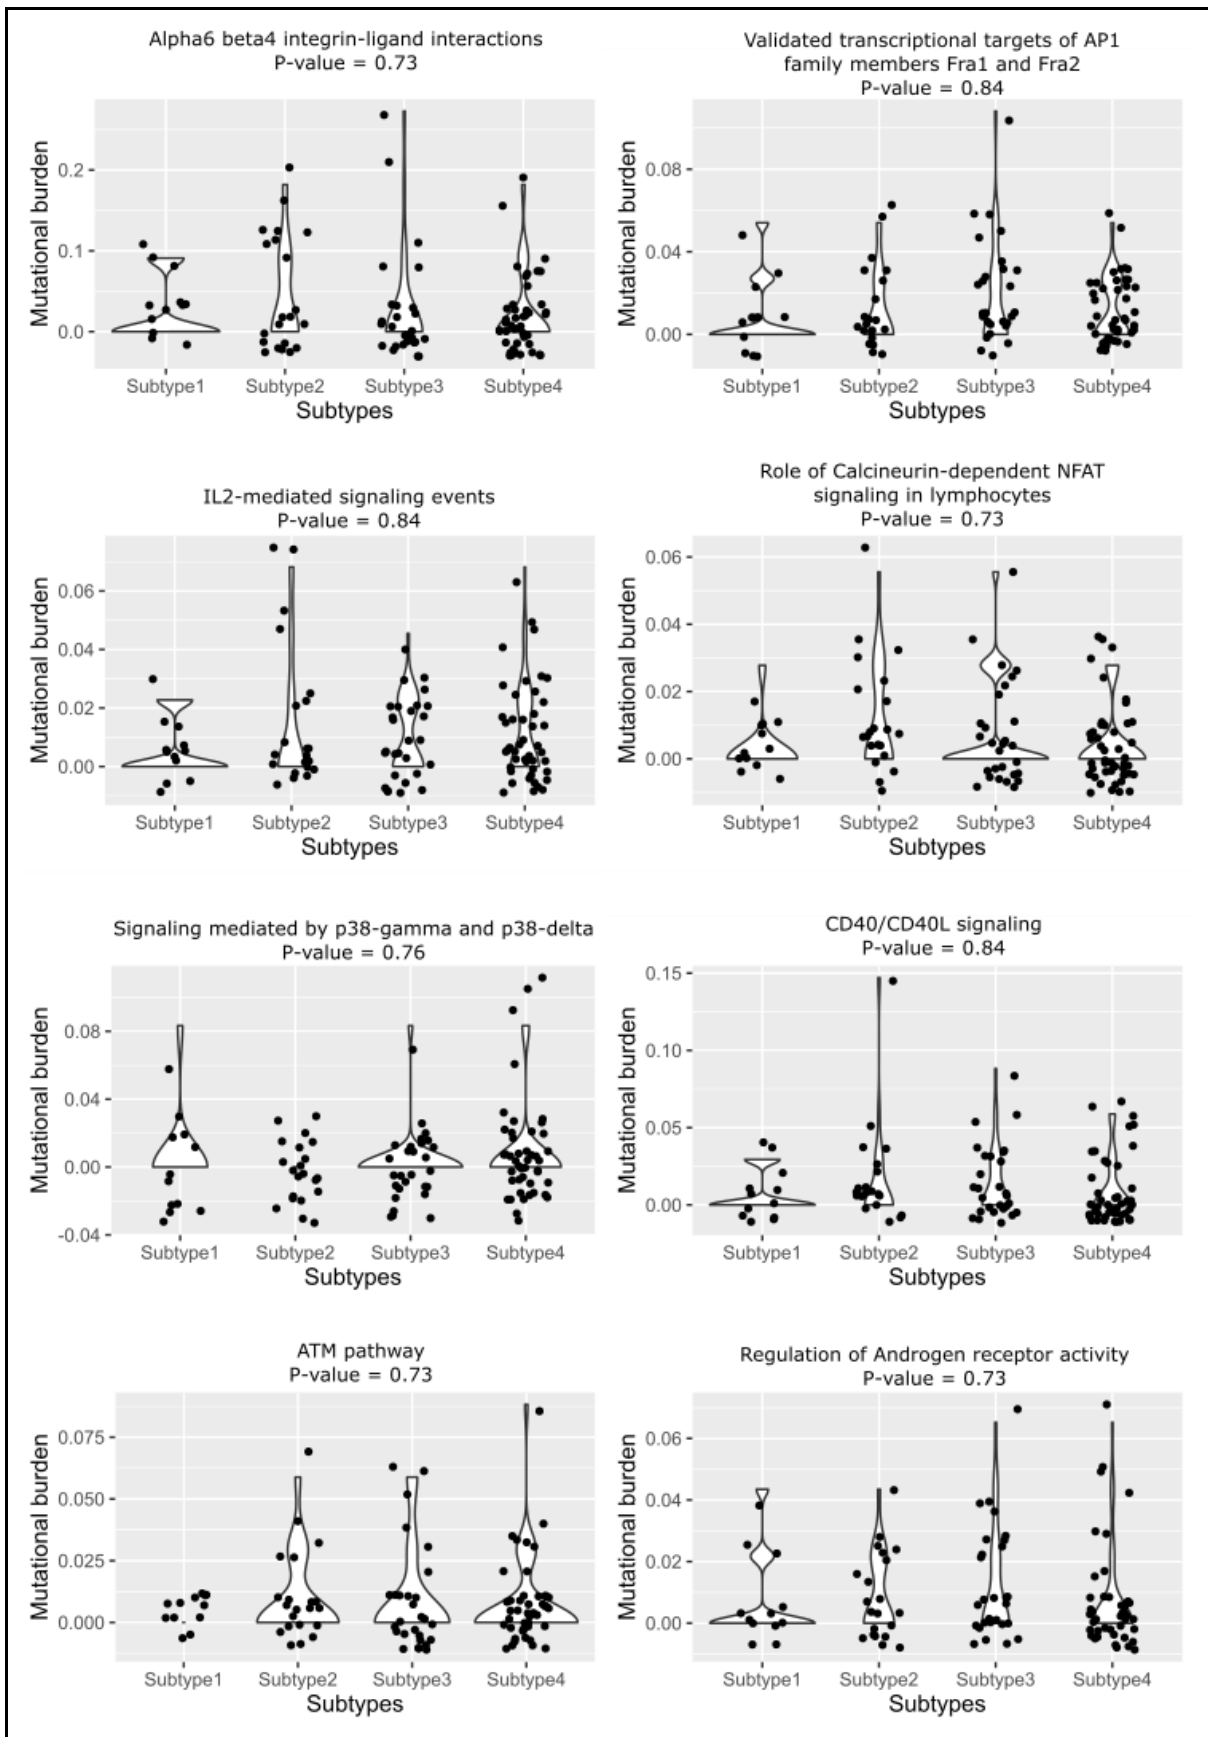 Alpha6 beta4 integrin-ligand interactions
P-value = 0.73
Mutational burden
0.2
0.1
0.0
Subtype1 Subtype2 Subtype3 Subtype4
Subtypes
Validated transcriptional targets of AP1
family members Fra1 and Fra2
P-value = 0.84
Mutational burden
0.08
0.04
0.00
Subtype1 Subtype2 Subtype3 Subtype4
Subtypes
IL2-mediated signaling events
P-value = 0.84
Mutational burden
0.06
0.04
0.02
0.00
Subtype1 Subtype2 Subtype3 Subtype4
Subtypes
Role of Calcineurin-dependent NFAT
signaling in lymphocytes
P-value = 0.73
Mutational burden
0.06
0.04
0.02
0.00
Subtype1 Subtype2 Subtype3 Subtype4
Subtypes
Signaling mediated by p38-gamma and p38-delta
P-value = 0.76
Mutational burden
0.08
0.04
0.00
-0.04
Subtype1 Subtype2 Subtype3 Subtype4
Subtypes
CD40/CD40L signaling
P-value = 0.84
Mutational burden
0.15
0.10
0.05
0.00
Subtype1 Subtype2 Subtype3 Subtype4
Subtypes
ATM pathway
P-value = 0.73
Mutational burden
0.075
0.050
0.025
0.000
Subtype1 Subtype2 Subtype3 Subtype4
Subtypes
Regulation of Androgen receptor activity
P-value = 0.73
Mutational burden
0.06
0.04
0.02
0.00
Subtype1 Subtype2 Subtype3 Subtype4
Subtypes